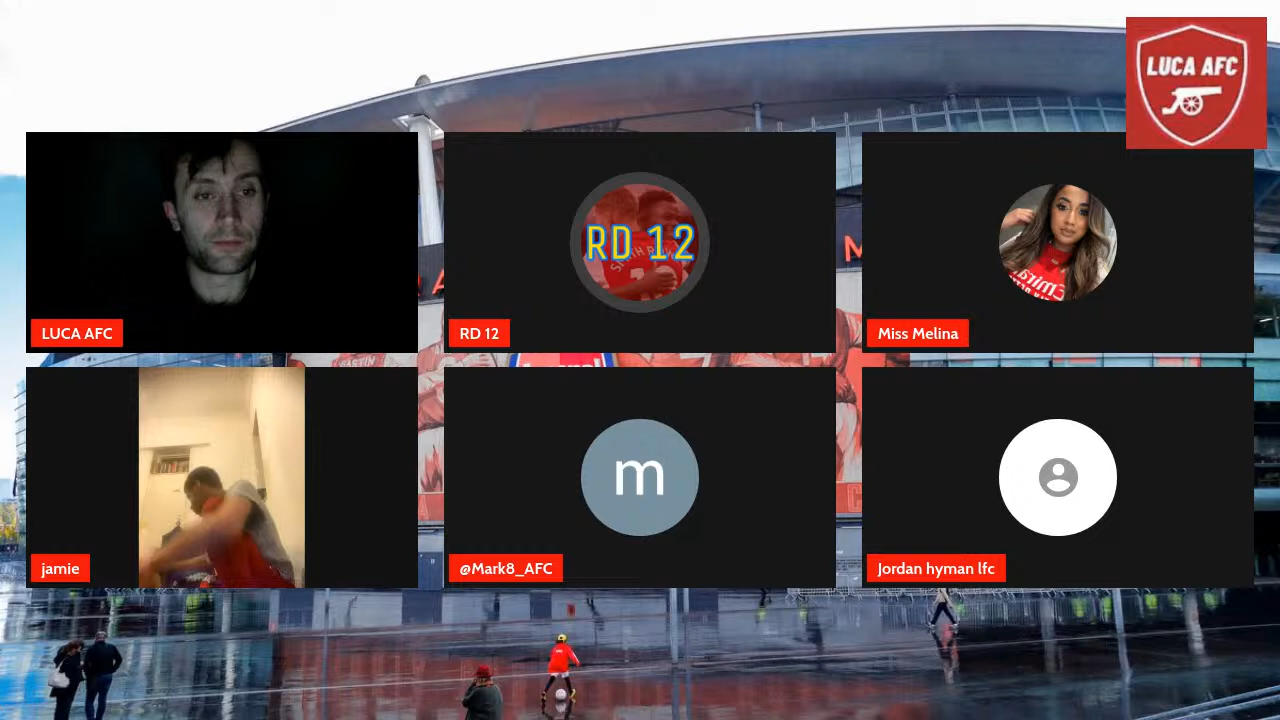 LUCA AFC
RD 12
LUCA AFC
RD 12
Miss Melina
m
jamie
@Mark8_AFC
Jordan hyman lfc